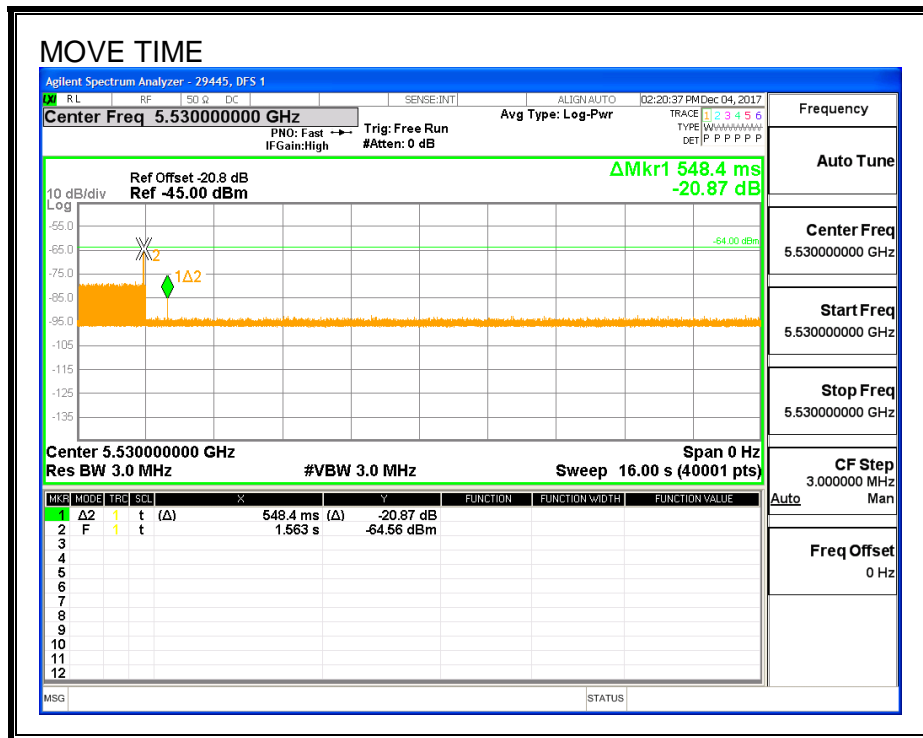 MOVE TIME
Agilent Spectrum Analyzer - 29445, DFS 1
LXI RL RF 50 Ω DC SENSE:INT ALIGN AUTO 02:20:37 PM Dec 04, 2017
Center Freq 5.530000000 GHz
PNO: Fast
IFGain:High
Trig: Free Run
#Atten: 0 dB
Avg Type: Log-Pwr
TRACE 1 2 3 4 5 6
TYPE WWWWWWW
DET P P P P P P
Frequency
Auto Tune
Center Freq
5.530000000 GHz
Start Freq
5.530000000 GHz
Stop Freq
5.530000000 GHz
CF Step
3.000000 MHz
Auto Man
Freq Offset
0 Hz
ΔMkr1 548.4 ms
-20.87 dB
Ref Offset -20.8 dB
10 dB/div Ref -45.00 dBm
Log
-55.0
-65.0
-75.0
-85.0
-95.0
-105
-115
-125
-135
-64.00 dBm
2
1Δ2
Center 5.530000000 GHz Span 0 Hz
Res BW 3.0 MHz #VBW 3.0 MHz Sweep 16.00 s (40001 pts)
MKR MODE TRC SCL X Y FUNCTION FUNCTION WIDTH FUNCTION VALUE
1 Δ2 1 t (Δ) 548.4 ms (Δ) -20.87 dB
2 F 1 t 1.563 s -64.56 dBm
3
4
5
6
7
8
9
10
11
12
MSG STATUS